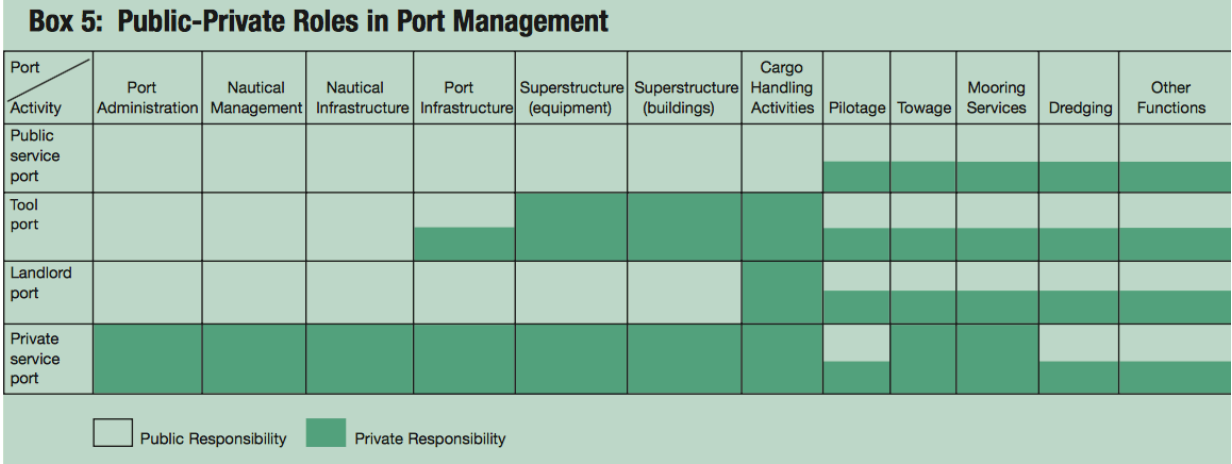 Box 5: Public-Private Roles in Port Management
Port
Activity
Port
Administration
Nautical
Management
Nautical
Infrastructure
Port
Infrastructure
Superstructure
(equipment)
Superstructure
(buildings)
Cargo
Handling
Activities
Pilotage
Towage
Mooring
Services
Dredging
Other
Functions
Public
service
port
Tool
port
Landlord
port
Private
service
port
Public Responsibility
Private Responsibility